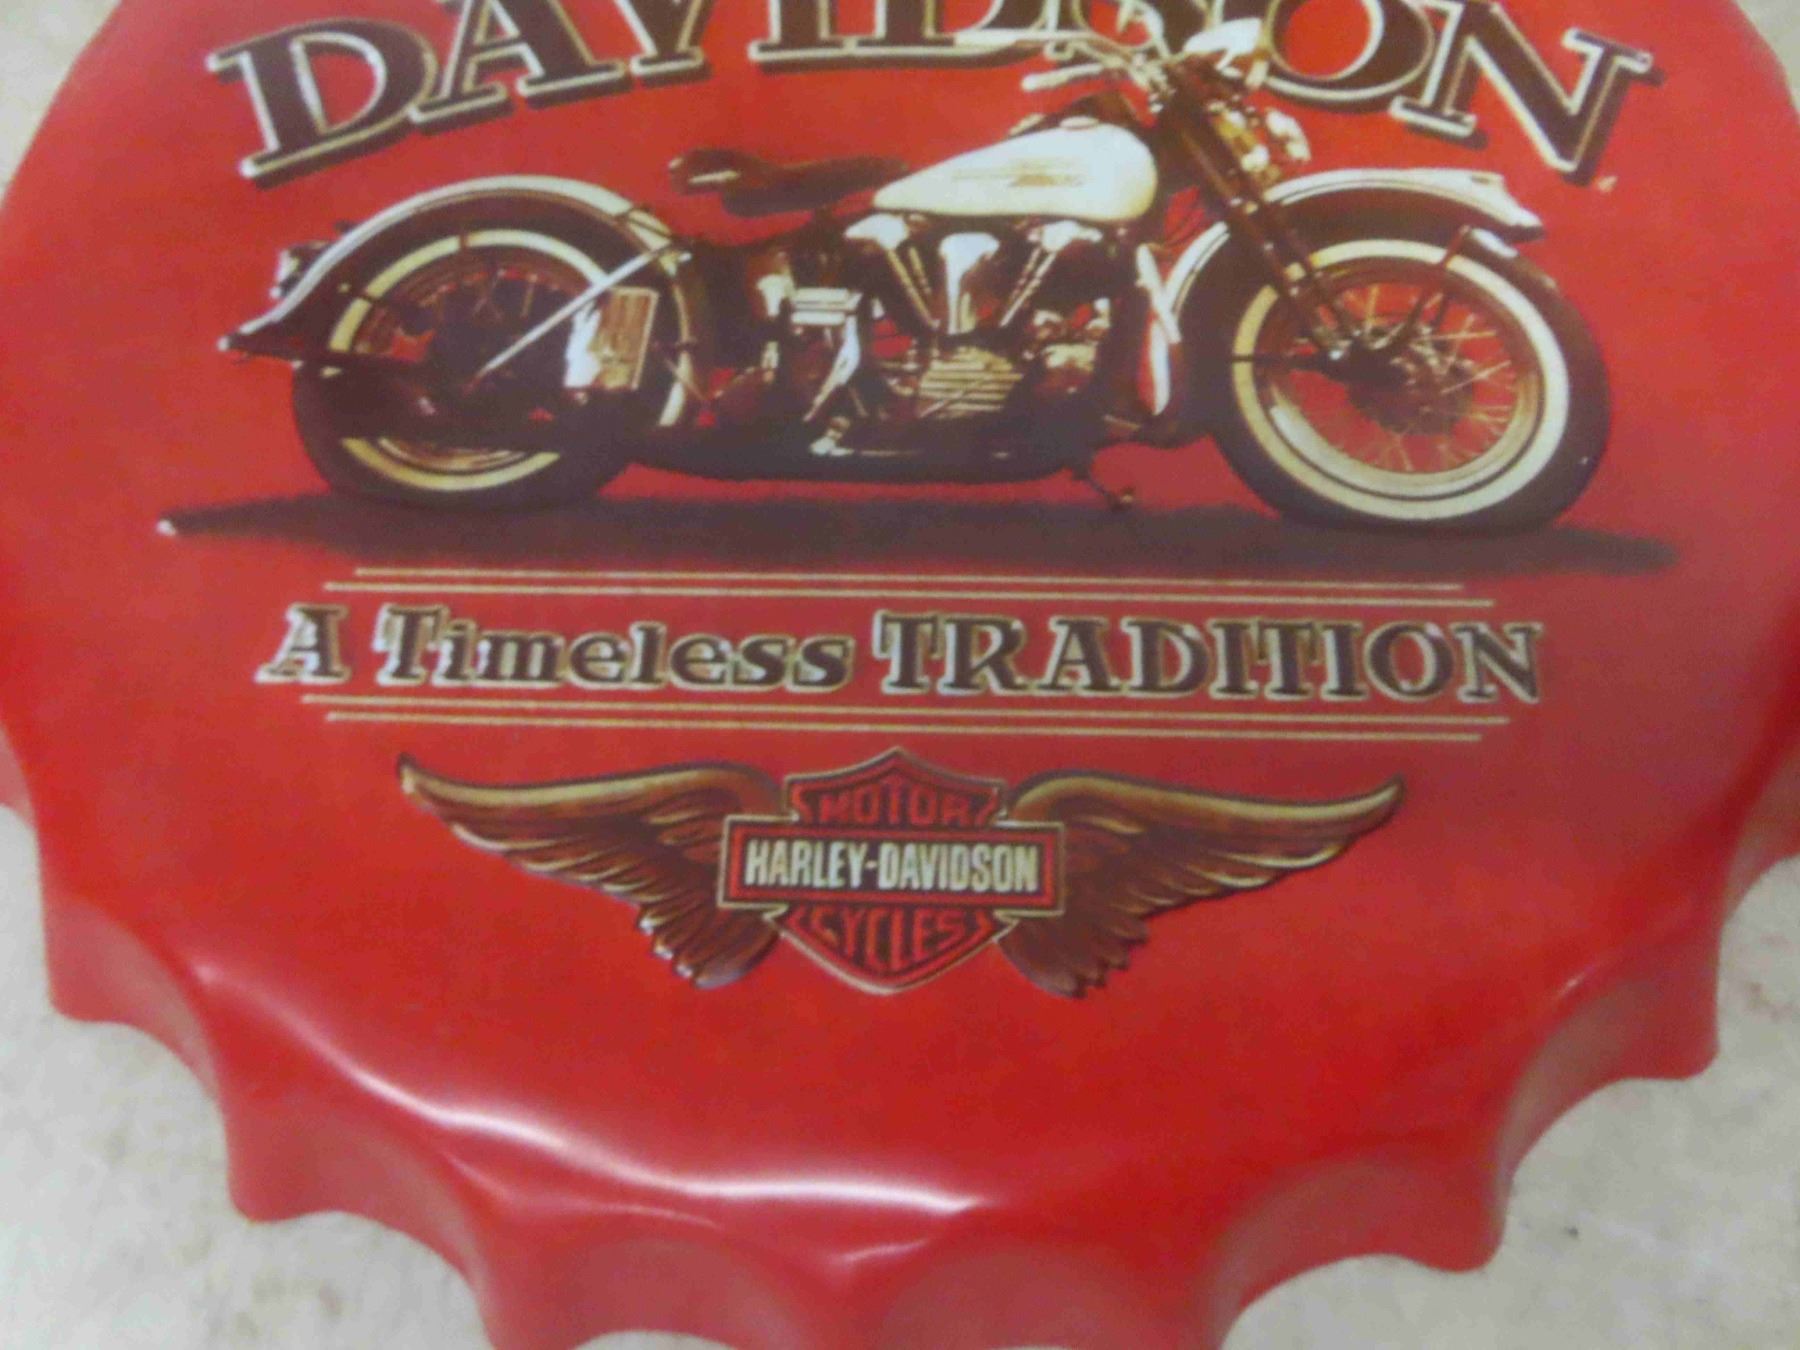 DAVIDSON
A Timeless TRADITION
MOTOR
HARLEY-DAVIDSON
CYCLES